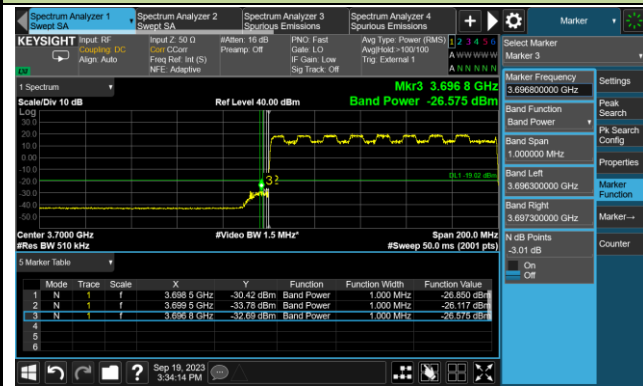 Spectrum Analyzer 1
Swept SA
Spectrum Analyzer 2
Swept SA
Spectrum Analyzer 3
Spurious Emissions
Spectrum Analyzer 4
Spurious Emissions
Marker
KEYSIGHT
Input: RF
Coupling: DC
Align: Auto
Input Z: 50 Ω
Corr CCorr
Freq Ref: Int (S)
NFE: Adaptive
#Atten: 16 dB
Preamp: Off
PNO: Fast
Gate: LO
IF Gain: Low
Sig Track: Off
Avg Type: Power (RMS)
Avg|Hold:>100/100
Trig: External 1
1 2 3 4 5 6
A W W W W W
A N N N N N
LXI
1 Spectrum
Scale/Div 10 dB
Ref Level 40.00 dBm
Mkr3 3.696 8 GHz
Band Power -26.575 dBm
Log
30.0
20.0
10.0
0.00
-10.0
-20.0
-30.0
-40.0
-50.0
DL1 -19.02 dBm
Center 3.7000 GHz
#Res BW 510 kHz
#Video BW 1.5 MHz*
Span 200.0 MHz
#Sweep 50.0 ms (2001 pts)
5 Marker Table
Mode Trace Scale X Y Function Function Width Function Value
1 N 1 f 3.698 5 GHz -30.42 dBm Band Power 1.000 MHz -26.850 dBm
2 N 1 f 3.699 5 GHz -33.78 dBm Band Power 1.000 MHz -26.117 dBm
3 N 1 f 3.696 8 GHz -32.69 dBm Band Power 1.000 MHz -26.575 dBm
4
5
6
Sep 19, 2023
3:34:14 PM
Select Marker
Marker 3
Marker Frequency
3.696800000 GHz
Band Function
Band Power
Band Span
1.000000 MHz
Band Left
3.696300000 GHz
Band Right
3.697300000 GHz
N dB Points
-3.01 dB
On
Off
Settings
Peak
Search
Pk Search
Config
Properties
Marker
Function
Marker→
Counter